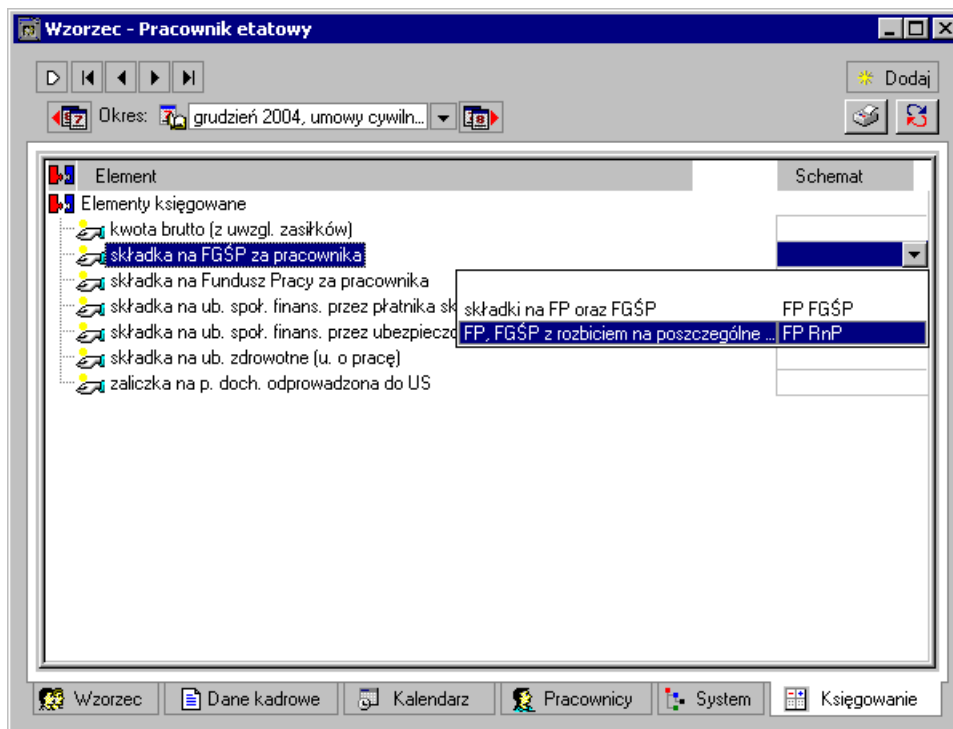 Wzorzec - Pracownik etatowy
Dodaj
Okres: grudzień 2004, umowy cywiln...
Element Schemat
Elementy księgowane
kwota brutto (z uwzgl. zasiłków)
składka na FGŚP za pracownika
składka na Fundusz Pracy za pracownika
składka na ub. społ. finans. przez płatnika sk
składki na FP oraz FGŚP FP FGŚP
składka na ub. społ. finans. przez ubezpieczo
FP, FGŚP z rozbiciem na poszczególne ... FP RnP
składka na ub. zdrowotne (u. o pracę)
zaliczka na p. doch. odprowadzona do US
Wzorzec Dane kadrowe Kalendarz Pracownicy System Księgowanie